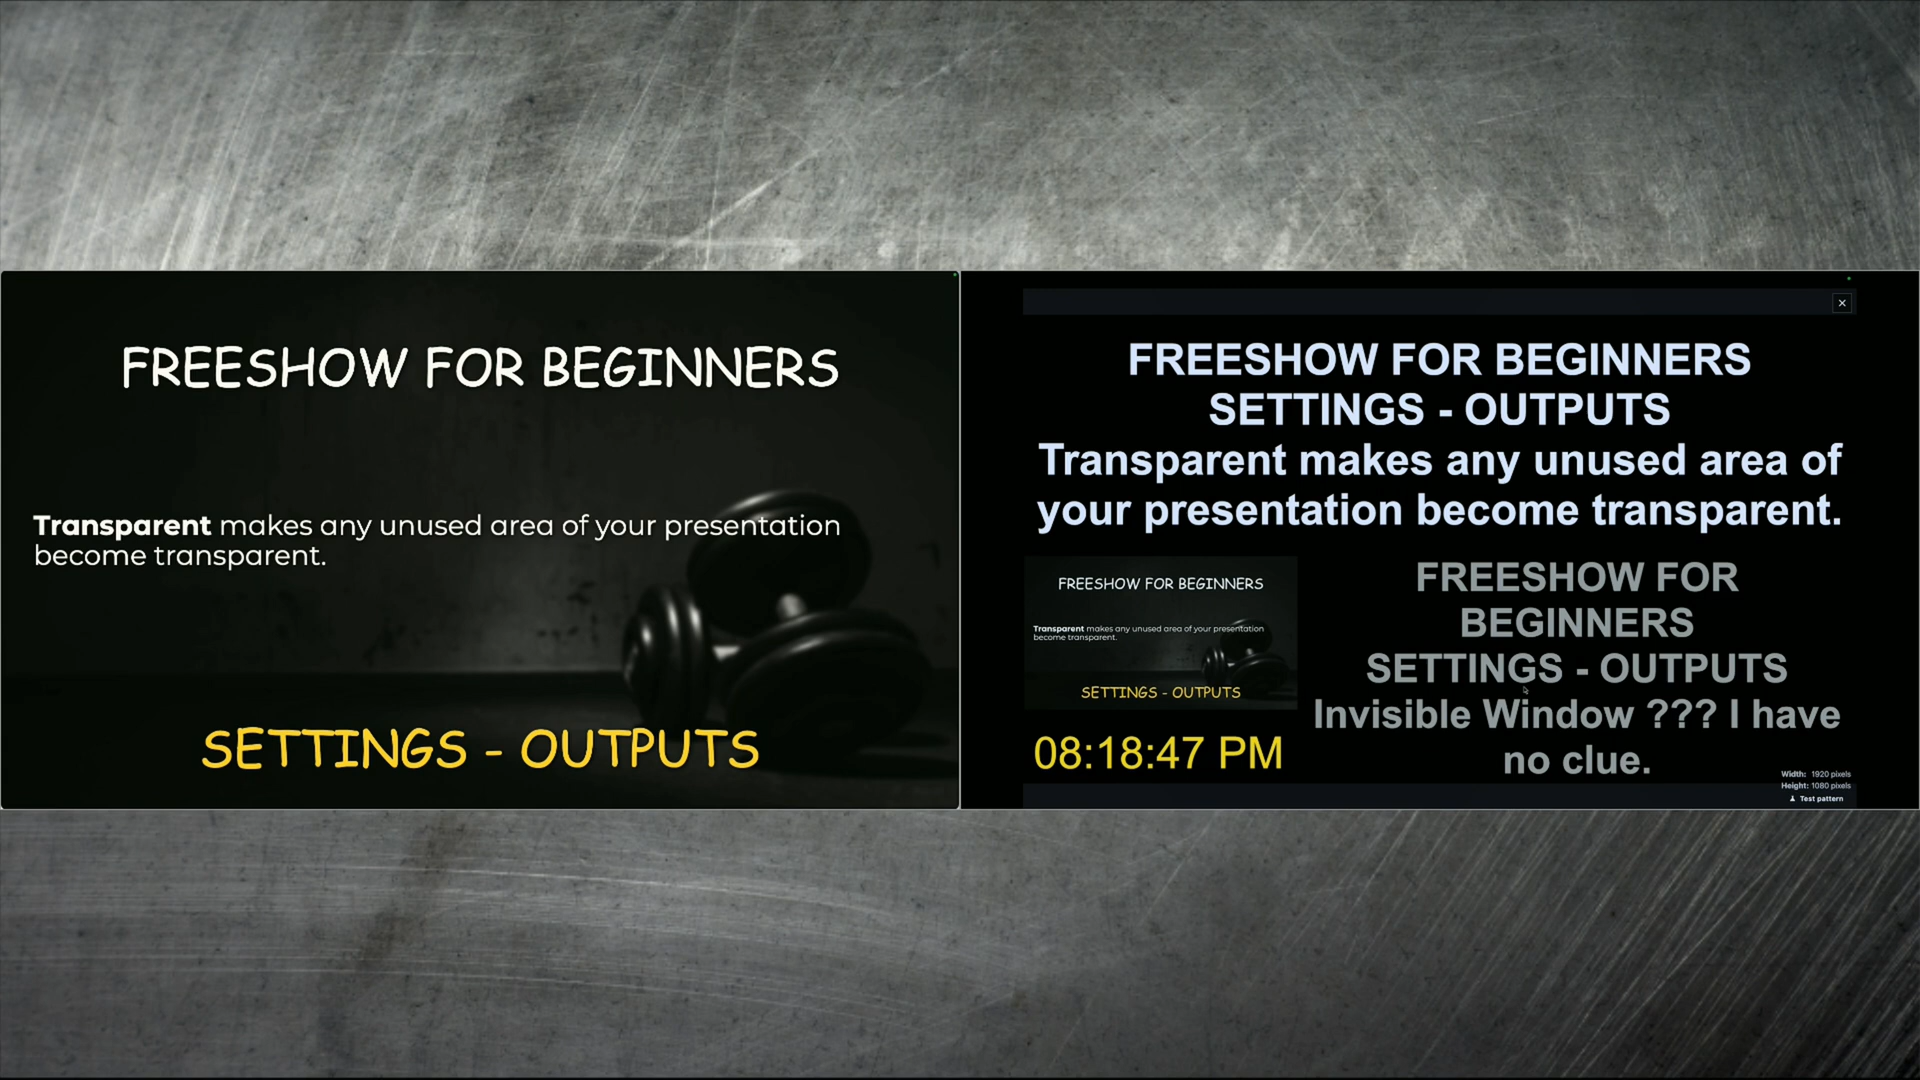 FREESHOW FOR BEGINNERS
Transparent makes any unused area of your presentation
become transparent.
SETTINGS - OUTPUTS
FREESHOW FOR BEGINNERS
SETTINGS - OUTPUTS
Transparent makes any unused area of
your presentation become transparent.
FREESHOW FOR BEGINNERS
Transparent makes any unused area of your presentation
become transparent.
SETTINGS - OUTPUTS
08:18:47 PM
FREESHOW FOR
BEGINNERS
SETTINGS - OUTPUTS
Invisible Window ??? I have
no clue.
Width: 1920 pixels
Height: 1080 pixels
Test pattern